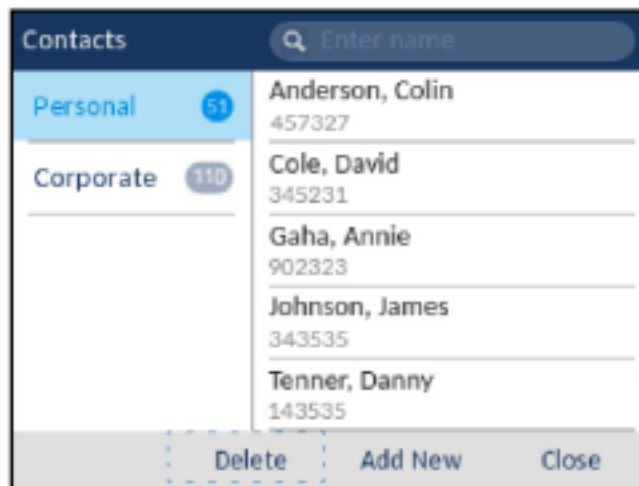 Contacts
Enter name
Personal 51
Corporate 110
Anderson, Colin
457327
Cole, David
345231
Gaha, Annie
902323
Johnson, James
343535
Tenner, Danny
143535
Delete Add New Close